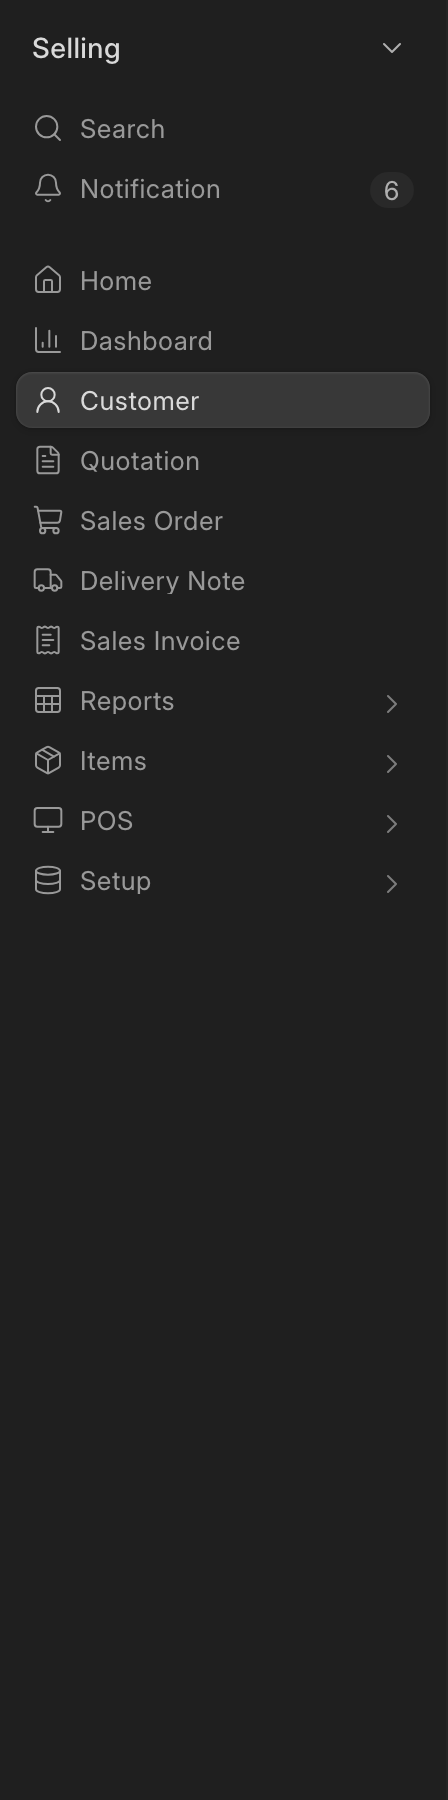 Selling
Search
Notification
6
Home
Dashboard
Customer
Quotation
Sales Order
Delivery Note
Sales Invoice
Reports
Items
POS
Setup